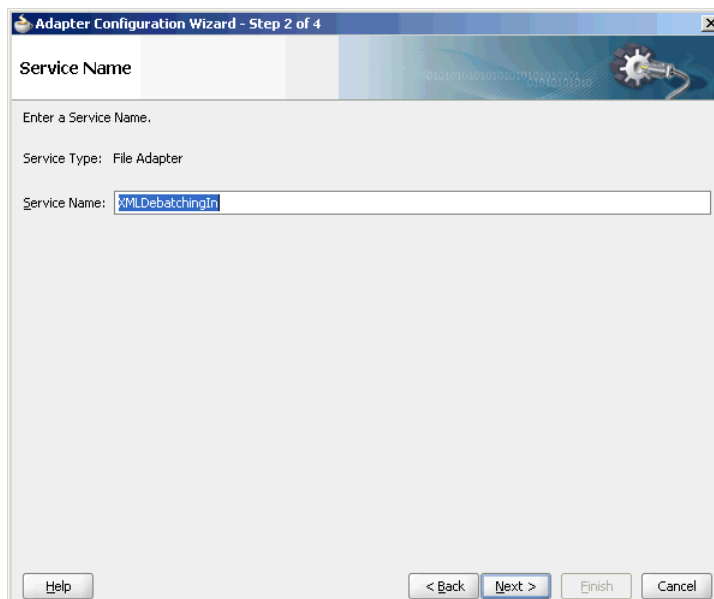 Adapter Configuration Wizard - Step 2 of 4
Service Name
Enter a Service Name.
Service Type: File Adapter
Service Name: XMLDebatchingIn
Help < Back Next > Finish Cancel